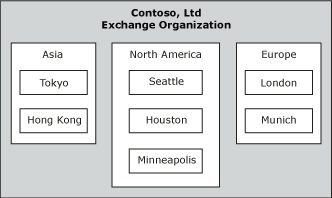 Contoso, Ltd
Exchange Organization
Asia
Tokyo
Hong Kong
North America
Seattle
Houston
Minneapolis
Europe
London
Munich